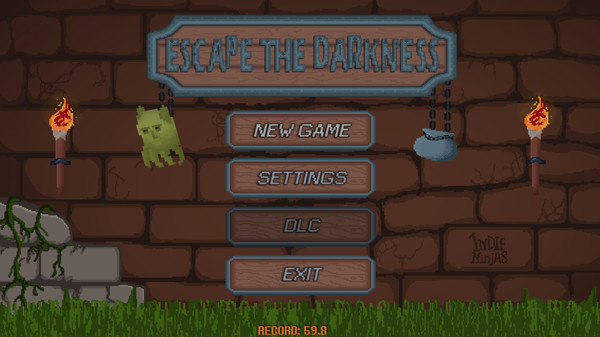 ESCAPE THE DARKNESS
NEW GAME
SETTINGS
DLC
INDIE
NINJAS
EXIT
RECORD: 59.8